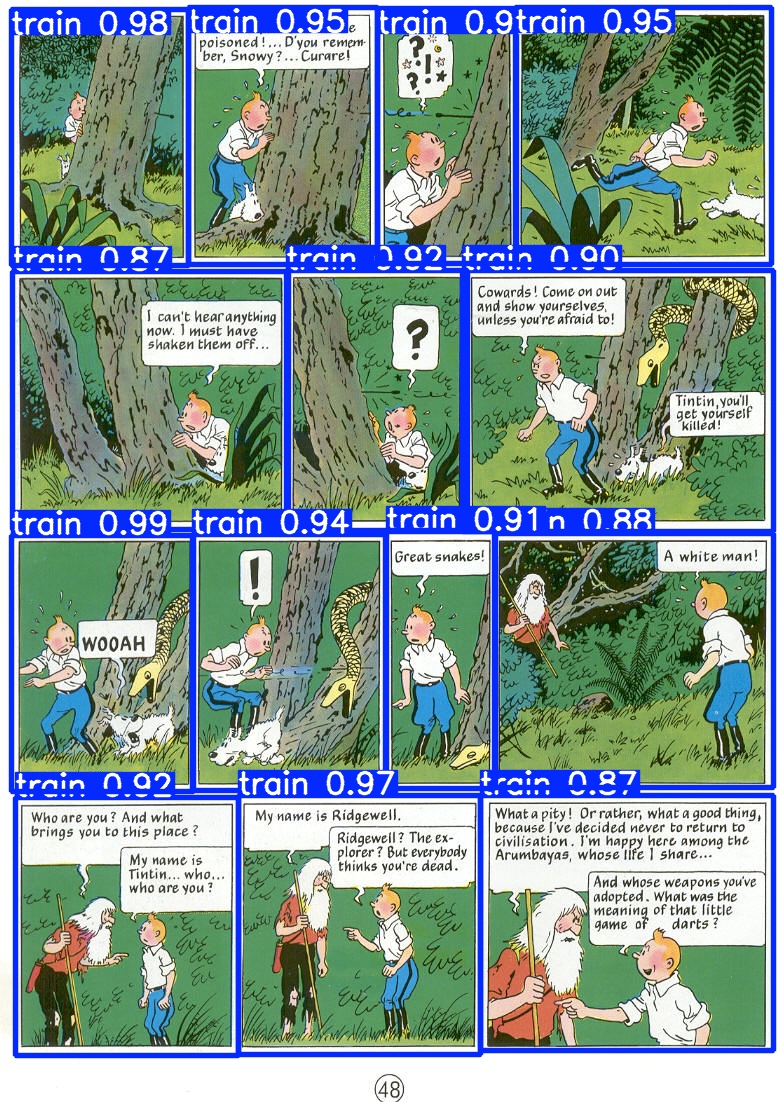 train 0.98
train 0.95
train 0.9
train 0.95
poisoned!... D'you remem-
ber, Snowy?... Curare!
?
!
?
train 0.87
train 0.92
train 0.90
I can't hear anything
now. I must have
shaken them off...
?
Cowards! Come on out
and show yourselves,
unless you're afraid to!
Tintin, you'll
get yourself
killed!
train 0.99
train 0.94
train 0.91
n 0.88
WOOAH
!
Great snakes!
A white man!
train 0.92
train 0.97
train 0.87
Who are you? And what
brings you to this place?
My name is
Tintin... who...
who are you?
My name is Ridgewell.
Ridgewell? The ex-
plorer? But everybody
thinks you're dead.
What a pity! Or rather, what a good thing,
because I've decided never to return to
civilisation. I'm happy here among the
Arumbayas, whose life I share...
And whose weapons you've
adopted. What was the
meaning of that little
game of darts?
48